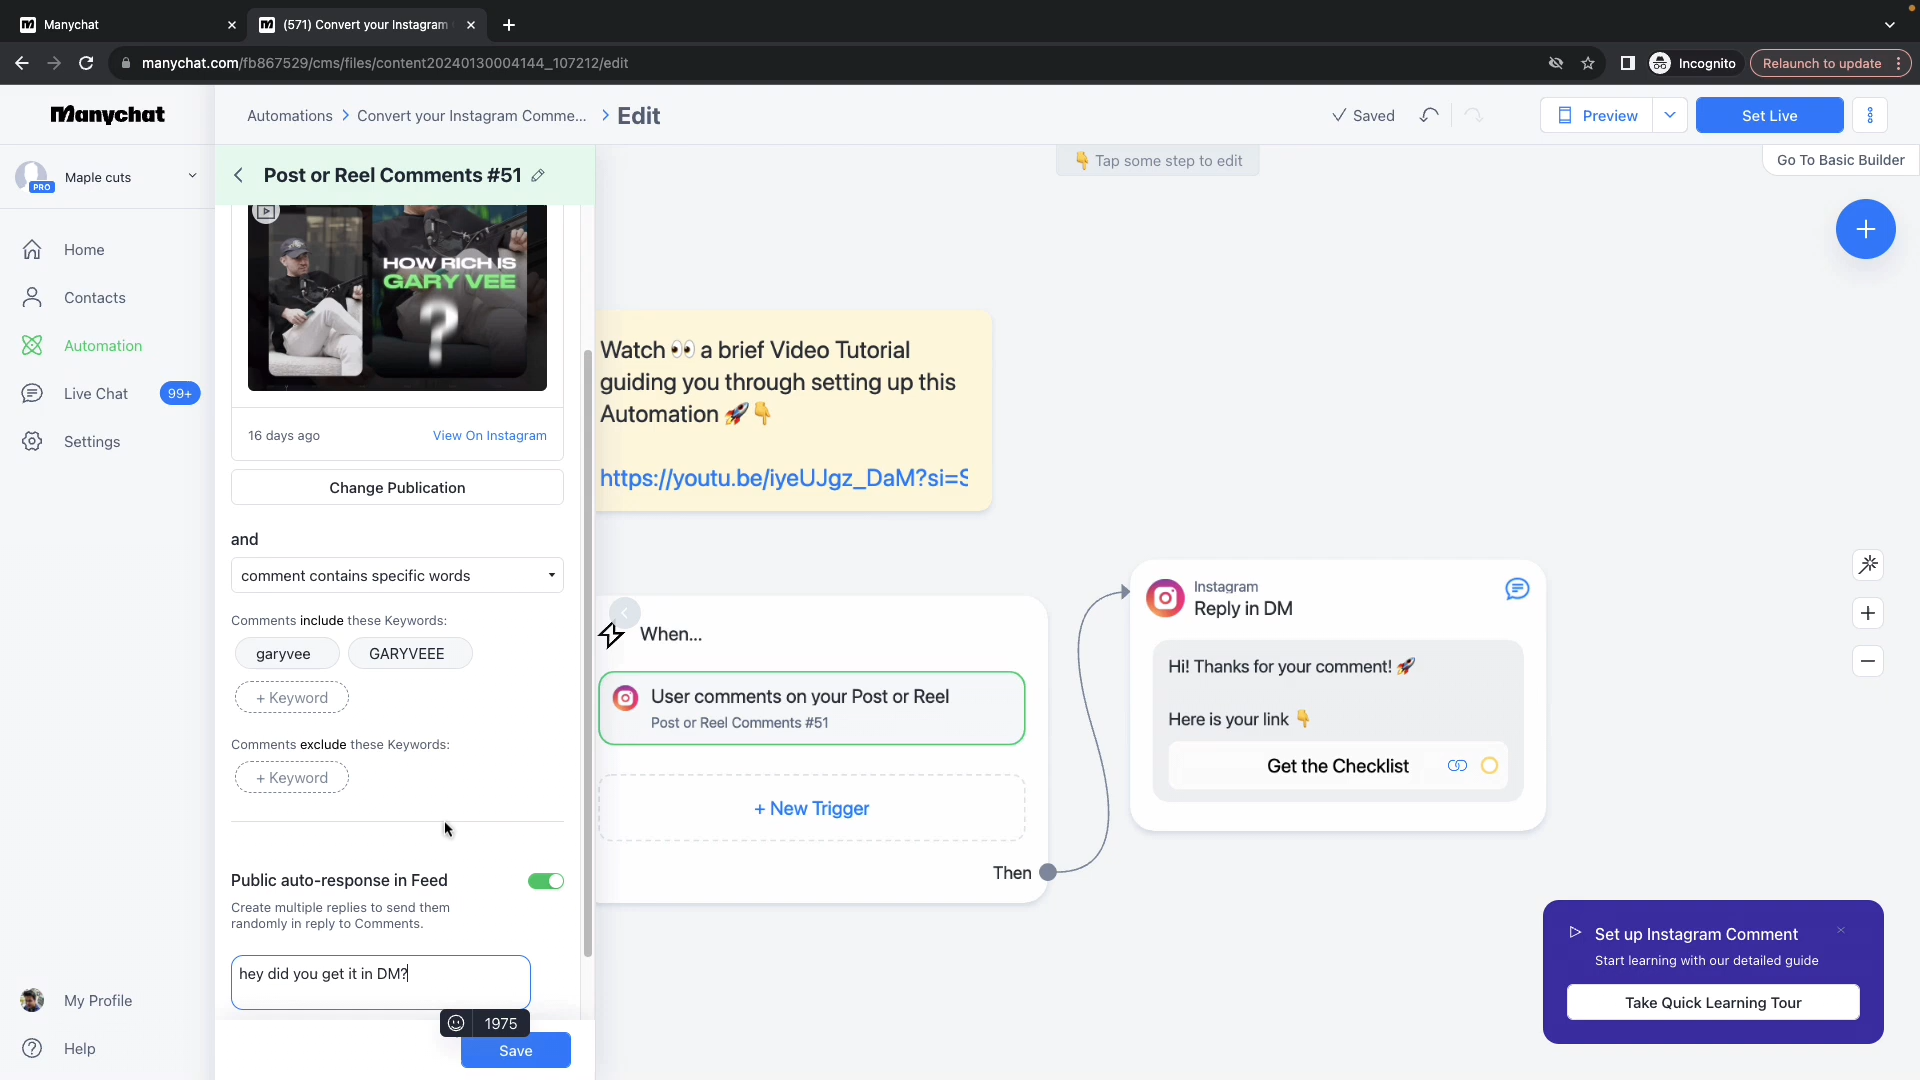 Manychat
(571) Convert your Instagram
manychat.com/fb867529/cms/files/content20240130004144_107212/edit
Incognito
Relaunch to update
Manychat
Automations > Convert your Instagram Comme... > Edit
Saved
Preview
Set Live
Maple cuts
PRO
Post or Reel Comments #51
👇 Tap some step to edit
Go To Basic Builder
Home
Contacts
Automation
Live Chat
99+
Settings
My Profile
Help
HOW RICH IS
GARY VEE
?
16 days ago
View On Instagram
Change Publication
and
comment contains specific words
Comments include these Keywords:
garyvee
GARYVEEE
+ Keyword
Comments exclude these Keywords:
+ Keyword
Public auto-response in Feed
Create multiple replies to send them
randomly in reply to Comments.
hey did you get it in DM?
1975
Save
Watch 👀 a brief Video Tutorial
guiding you through setting up this
Automation 🚀👇
https://youtu.be/iyeUJgz_DaM?si=S
When...
User comments on your Post or Reel
Post or Reel Comments #51
+ New Trigger
Then
Instagram
Reply in DM
Hi! Thanks for your comment! 🚀
Here is your link 👇
Get the Checklist
Set up Instagram Comment
Start learning with our detailed guide
Take Quick Learning Tour